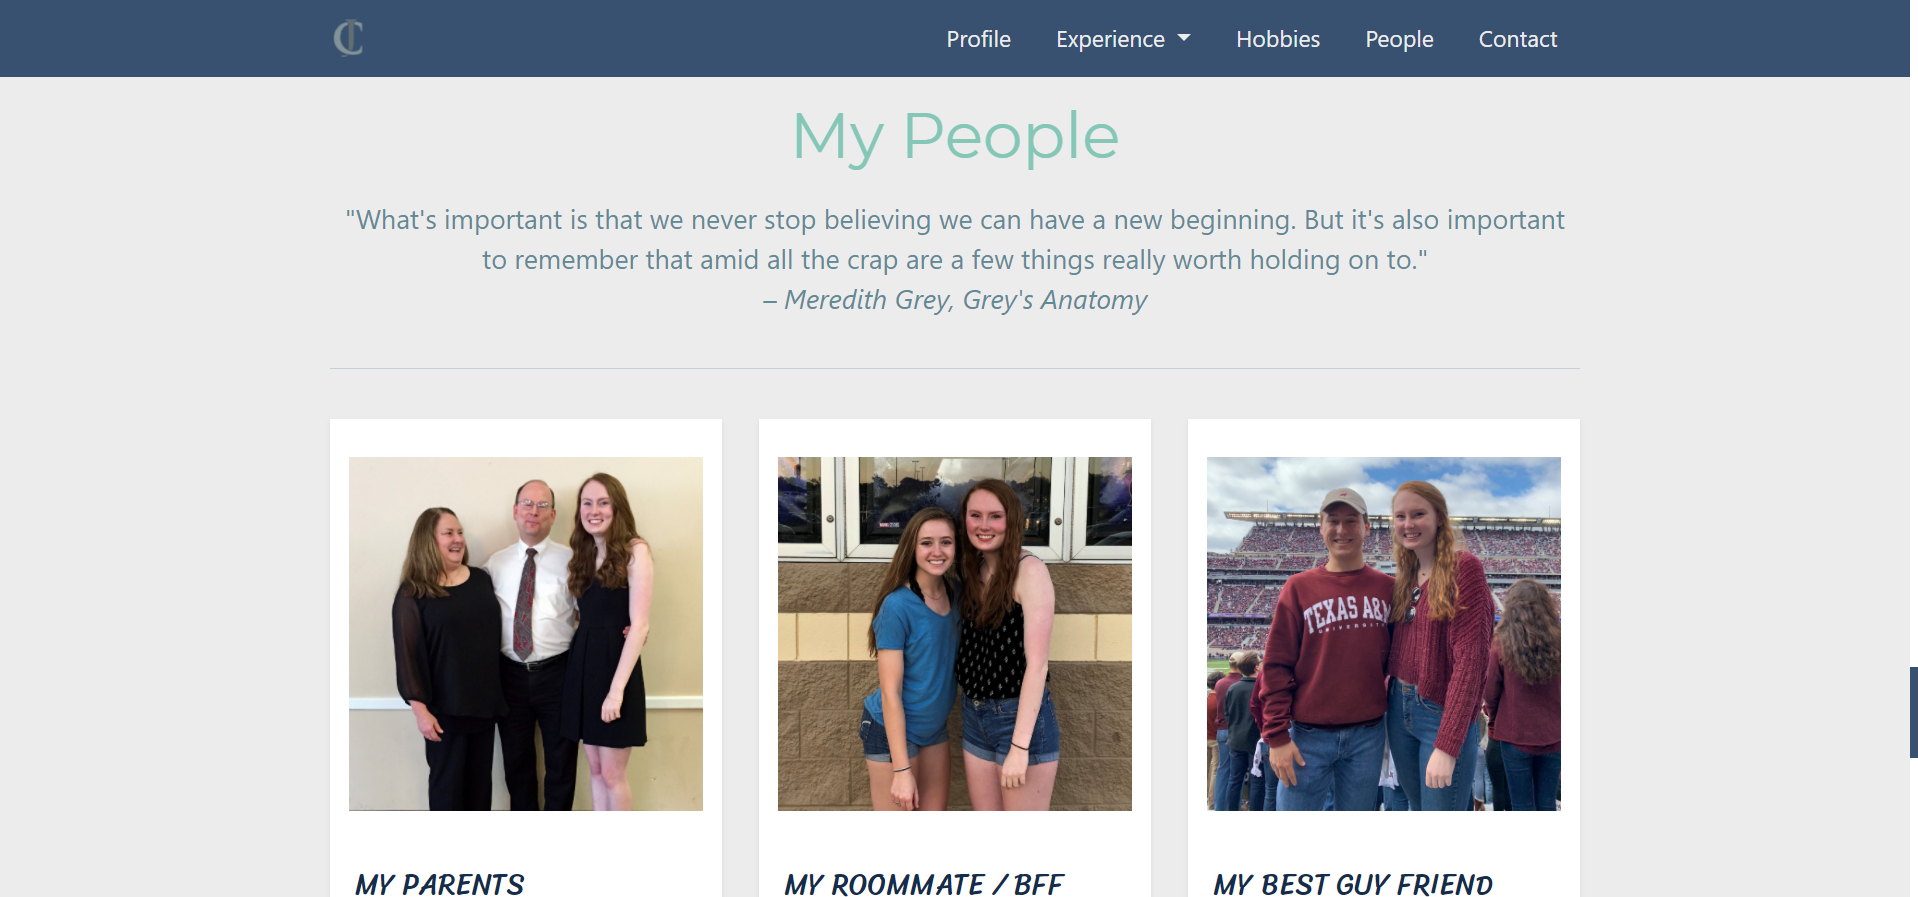 Profile
Experience
Hobbies
People
Contact
My People
"What's important is that we never stop believing we can have a new beginning. But it's also important
to remember that amid all the crap are a few things really worth holding on to."
– Meredith Grey, Grey's Anatomy
TEXAS A&M
UNIVERSITY
MY PARENTS
MY ROOMMATE / BFF
MY BEST GUY FRIEND